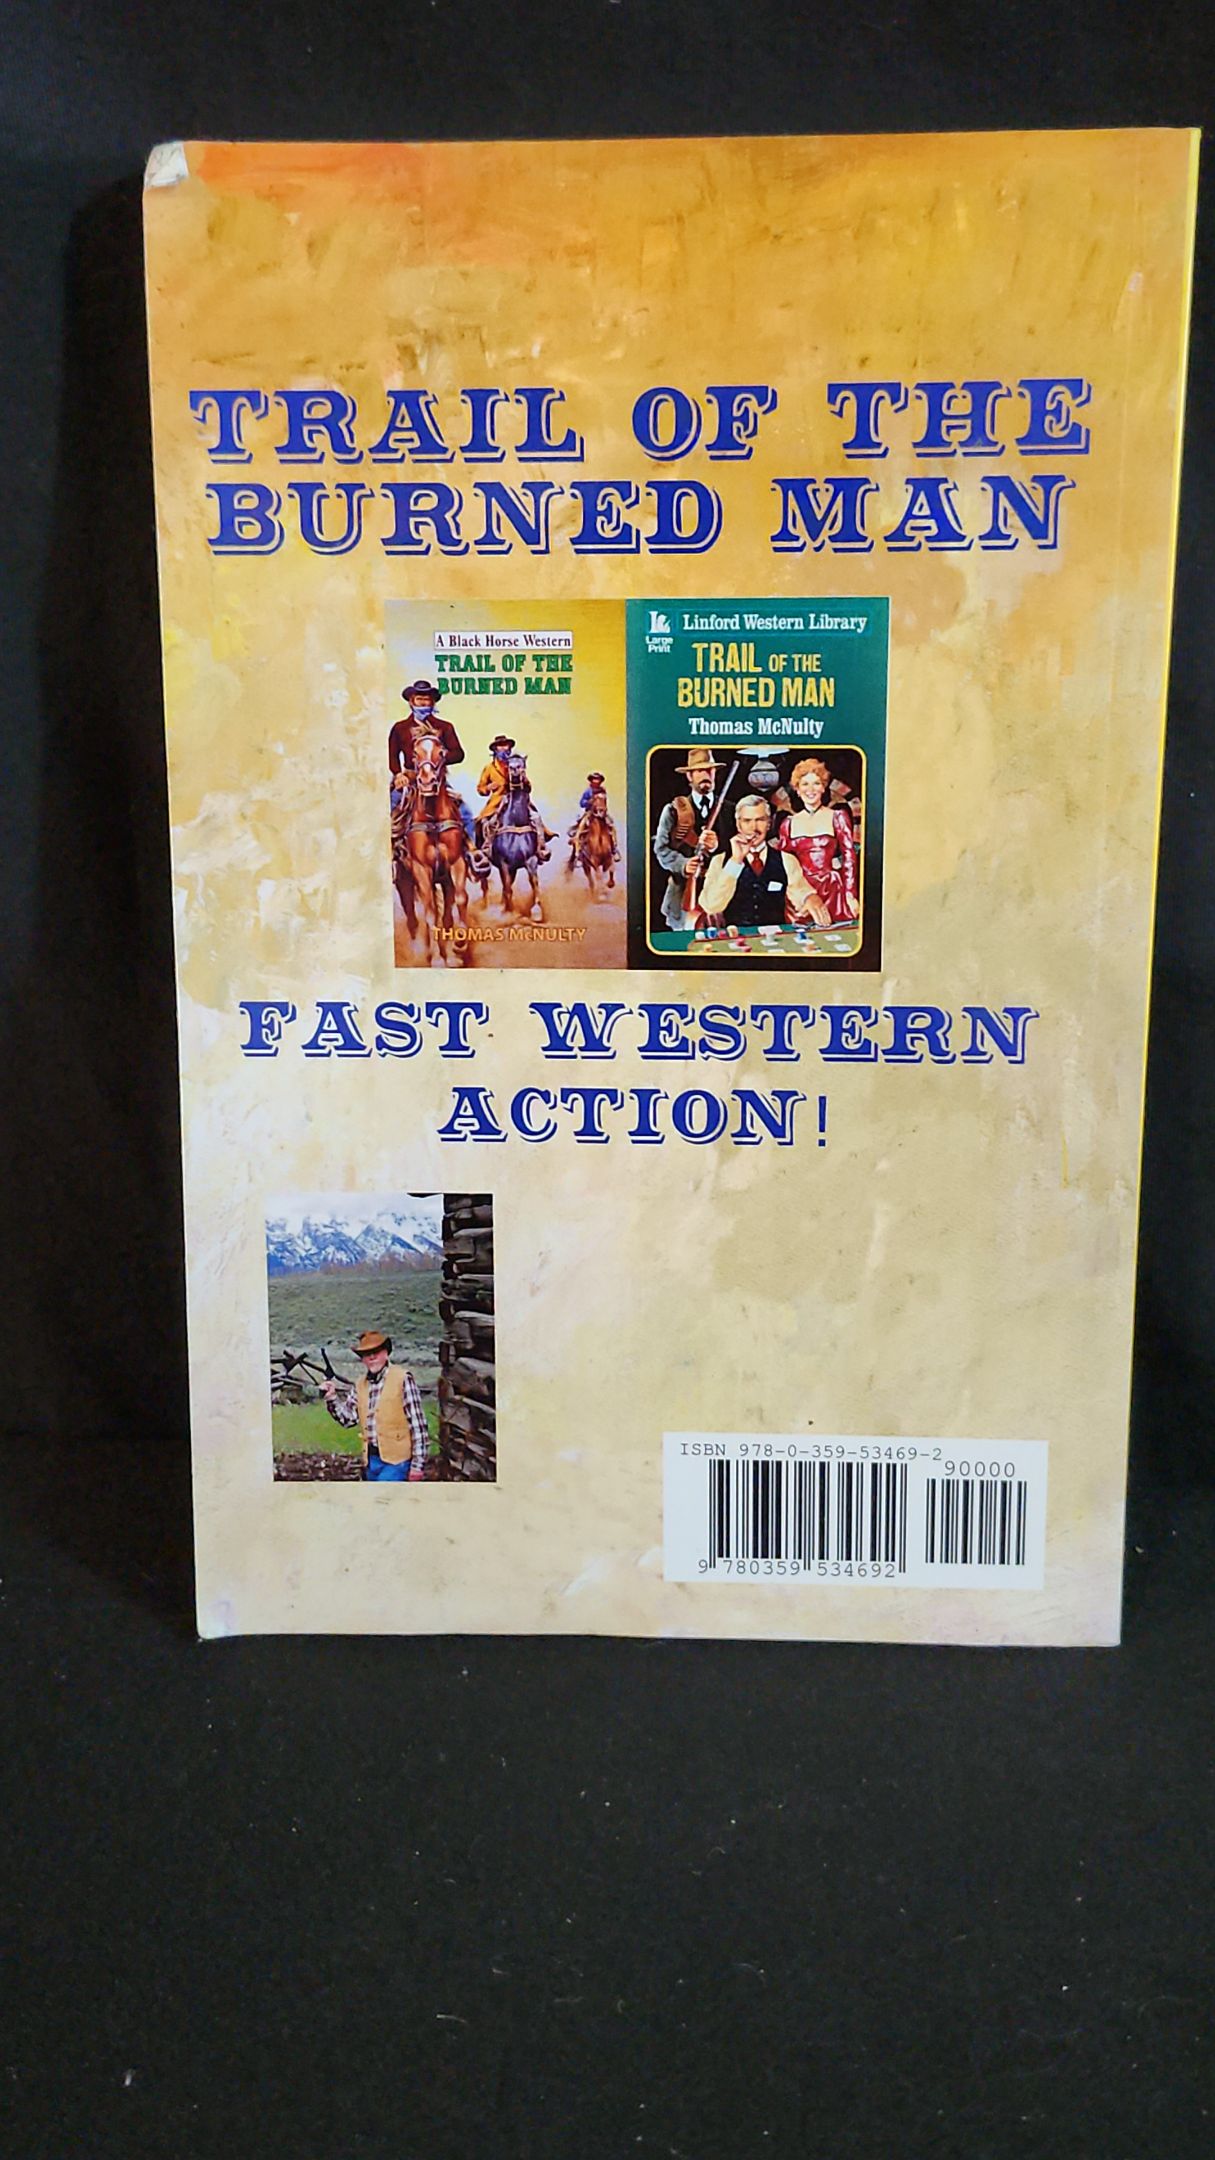 TRAIL OF THE
BURNED MAN
A Black Horse Western
TRAIL OF THE
BURNED MAN
THOMAS McNULTY
Linford Western Library
Large
Print
TRAIL OF THE
BURNED MAN
Thomas McNulty
FAST WESTERN
ACTION!
ISBN 978-0-359-53469-2
90000
9 780359 534692